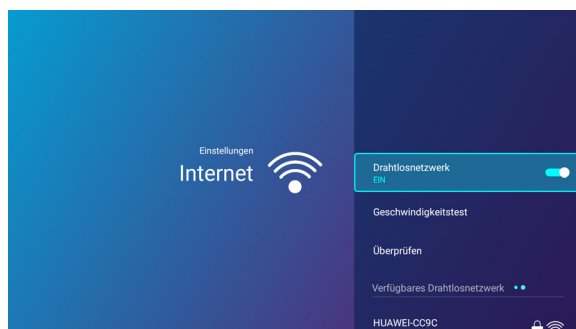 Einstellungen
Internet
Drahtlosnetzwerk
EIN
Geschwindigkeitstest
Überprüfen
Verfügbares Drahtlosnetzwerk
HUAWEI-CC9C